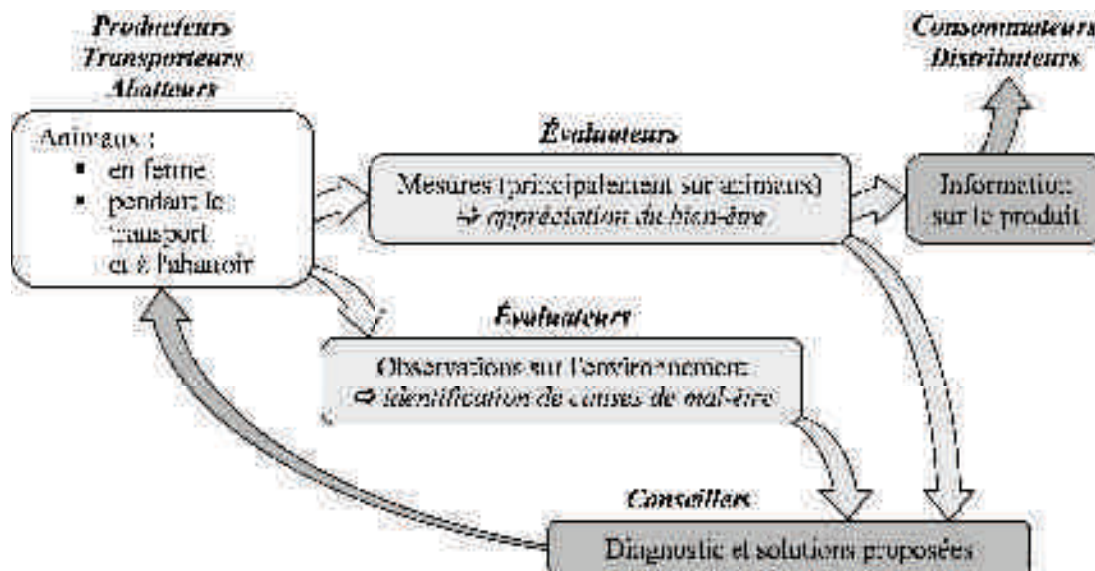 Producteurs
Transporteurs
Abatteurs
Consommateurs
Distributeurs
Animaux :
▪ en ferme
▪ pendant le
transport
et à l'abattoir
Évaluateurs
Mesures (principalement sur animaux)
➩ appréciation du bien-être
Information
sur le produit
Évaluateurs
Observations sur l'environnement
➩ identification de causes de mal-être
Conseillers
Diagnostic et solutions proposées